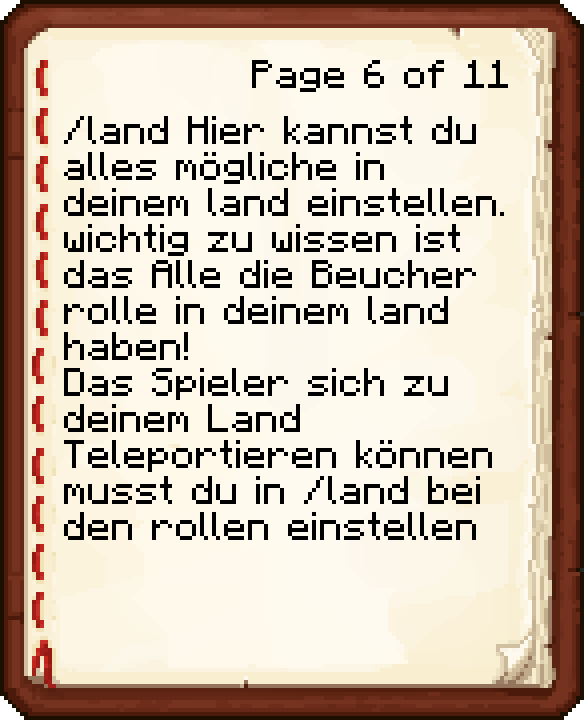 Page 6 of 11
/land Hier kannst du
alles mögliche in
deinem land einstellen.
wichtig zu wissen ist
das Alle die Beucher
rolle in deinem land
haben!
Das Spieler sich zu
deinem Land
Teleportieren können
musst du in /land bei
den rollen einstellen